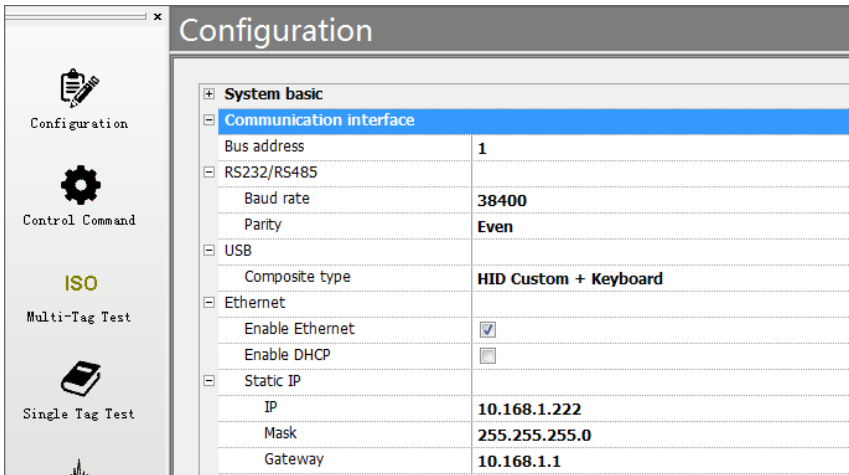 Configuration
Configuration
Control Command
ISO
Multi-Tag Test
Single Tag Test
System basic
Communication interface
Bus address 1
RS232/RS485
Baud rate 38400
Parity Even
USB
Composite type HID Custom + Keyboard
Ethernet
Enable Ethernet
Enable DHCP
Static IP
IP 10.168.1.222
Mask 255.255.255.0
Gateway 10.168.1.1